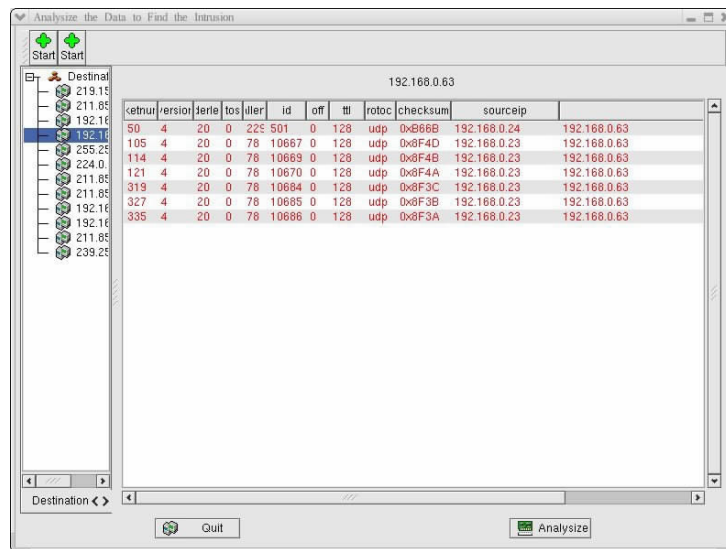 Analysize the Data to Find the Intrusion
Start Start
Destinat
219.15
211.85
192.16
192.16
255.25
224.0.
211.85
211.85
192.16
192.16
211.85
239.25
Destination
192.168.0.63
ketnur version derle tos ller id off ttl rotoc checksum sourceip
50 4 20 0 229 501 0 128 udp 0xB66B 192.168.0.24 192.168.0.63
105 4 20 0 78 10667 0 128 udp 0x8F4D 192.168.0.23 192.168.0.63
114 4 20 0 78 10669 0 128 udp 0x8F4B 192.168.0.23 192.168.0.63
121 4 20 0 78 10670 0 128 udp 0x8F4A 192.168.0.23 192.168.0.63
319 4 20 0 78 10684 0 128 udp 0x8F3C 192.168.0.23 192.168.0.63
327 4 20 0 78 10685 0 128 udp 0x8F3B 192.168.0.23 192.168.0.63
335 4 20 0 78 10686 0 128 udp 0x8F3A 192.168.0.23 192.168.0.63
Quit
Analysize